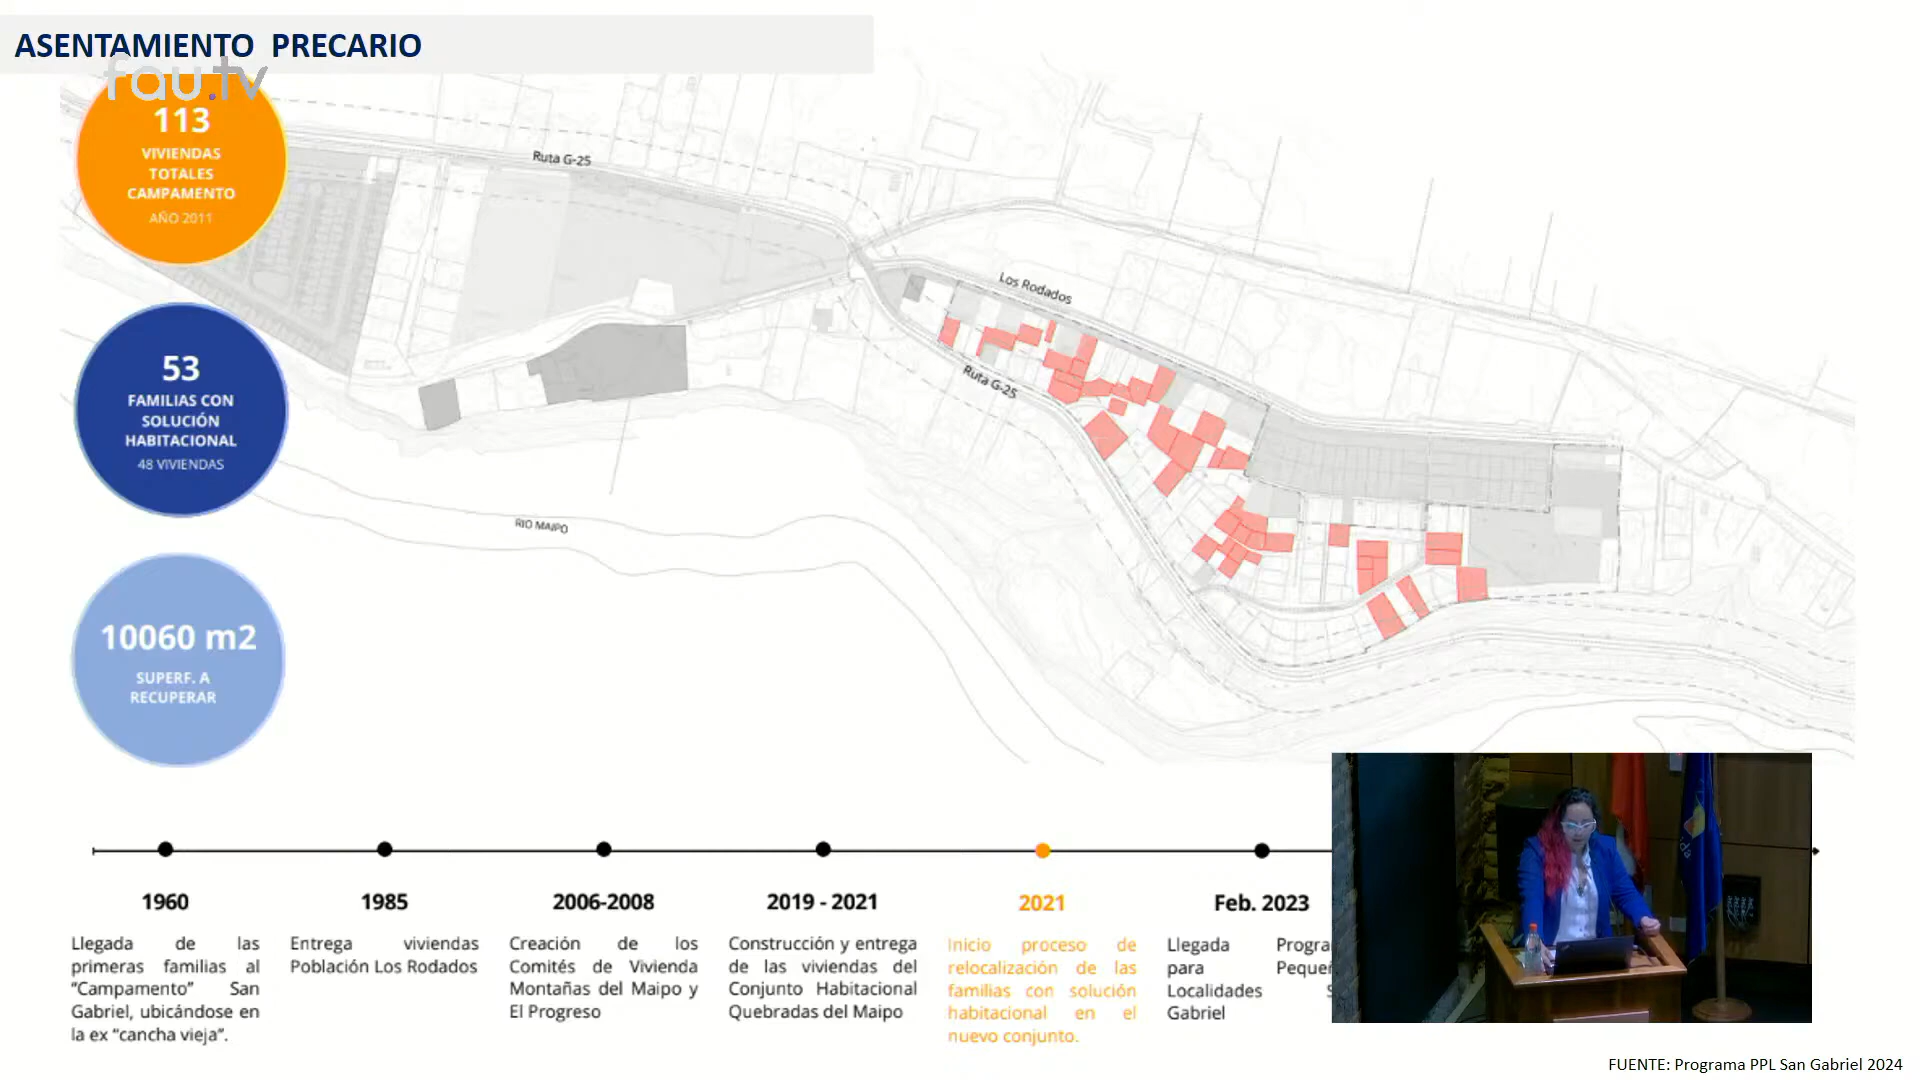 ASENTAMIENTO PRECARIO
fau.tv
113
VIVIENDAS
TOTALES
CAMPAMENTO
AÑO 2011
53
FAMILIAS CON
SOLUCIÓN
HABITACIONAL
48 VIVIENDAS
10060 m2
SUPERF. A
RECUPERAR
Ruta G-25
Los Rodados
Ruta G-25
RIO MAIPO
1960
Llegada de las
primeras familias al
“Campamento” San
Gabriel, ubicándose en
la ex “cancha vieja”.
1985
Entrega viviendas
Población Los Rodados
2006-2008
Creación de los
Comités de Vivienda
Montañas del Maipo y
El Progreso
2019 - 2021
Construcción y entrega
de las viviendas del
Conjunto Habitacional
Quebradas del Maipo
2021
Inicio proceso de
relocalización de las
familias con solución
habitacional en el
nuevo conjunto.
Feb. 2023
Llegada
para
Localidades
Gabriel
FUENTE: Programa PPL San Gabriel 2024